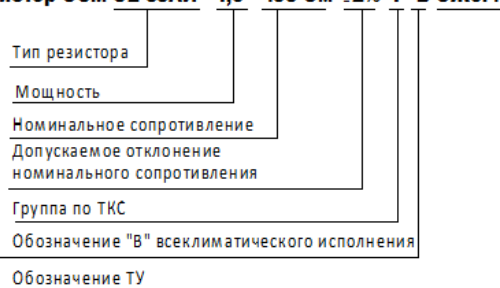 Тип резистора
Мощность
Номинальное сопротивление
Допускаемое отклонение
номинального сопротивления
Группа по ТКС
Обозначение "В" всеклиматического исполнения
Обозначение ТУ